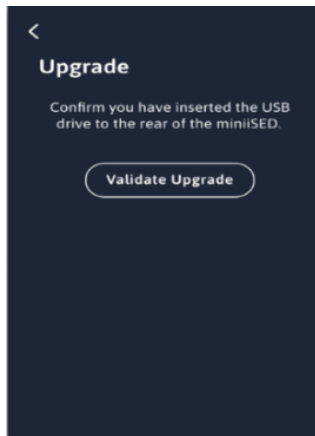 Upgrade
Confirm you have inserted the USB
drive to the rear of the miniiSED.
Validate Upgrade